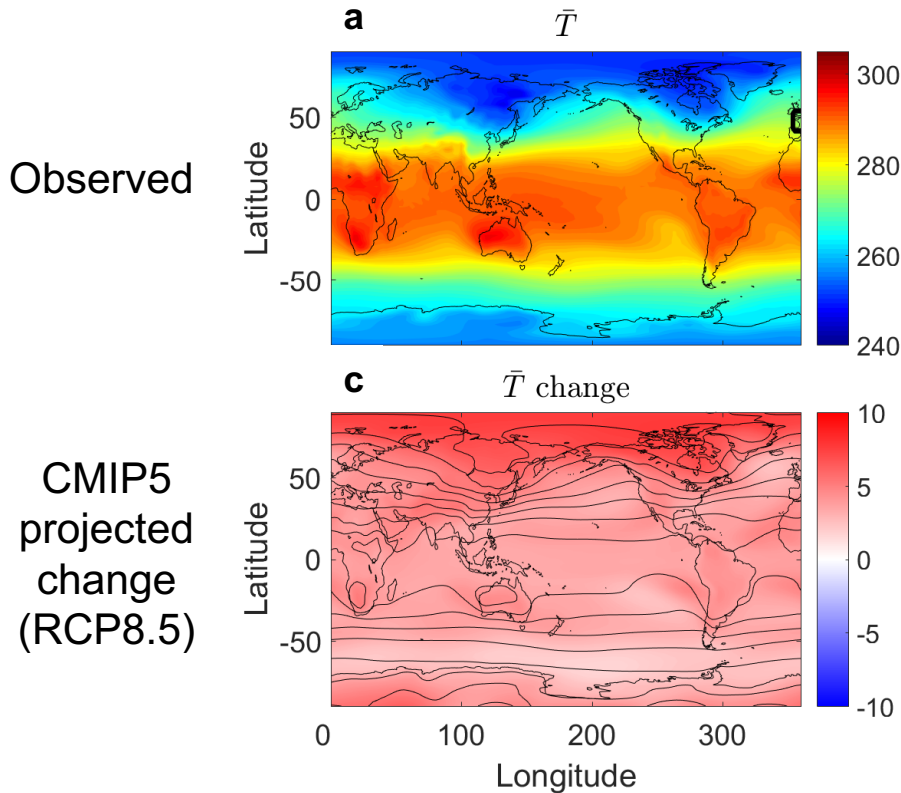 a
T̄
Observed
Latitude
50
0
-50
300
280
260
240
c
T̄ change
CMIP5
projected
change
(RCP8.5)
Latitude
50
0
-50
10
5
0
-5
-10
0
100
200
300
Longitude